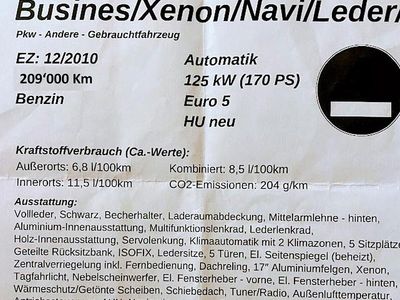 Busines/Xenon/Navi/Leder/
Pkw - Andere - Gebrauchtfahrzeug
EZ: 12/2010
Automatik
209'000 Km
125 kW (170 PS)
Benzin
Euro 5
HU neu
Kraftstoffverbrauch (Ca.-Werte):
Außerorts: 6,8 l/100km
Kombiniert: 8,5 l/100km
Innerorts: 11,5 l/100km
CO2-Emissionen: 204 g/km
Ausstattung:
Vollleder, Schwarz, Becherhalter, Laderaumabdeckung, Mittelarmlehne - hinten,
Aluminium-Innenausstattung, Multifunktionslenkrad, Lederlenkrad,
Holz-Innenausstattung, Servolenkung, Klimaautomatik mit 2 Klimazonen, 5 Sitzplätze
Geteilte Rücksitzbank, ISOFIX, Ledersitze, 5 Türen, El. Seitenspiegel (beheizt),
Zentralverriegelung inkl. Fernbedienung, Dachreling, 17" Aluminiumfelgen, Xenon,
Tagfahrlicht, Nebelscheinwerfer, El. Fensterheber - vorne, El. Fensterheber - hinten,
Wärmeschutz/Getönte Scheiben, Schiebedach, Tuner/Radio, Außenlufttemperatur,